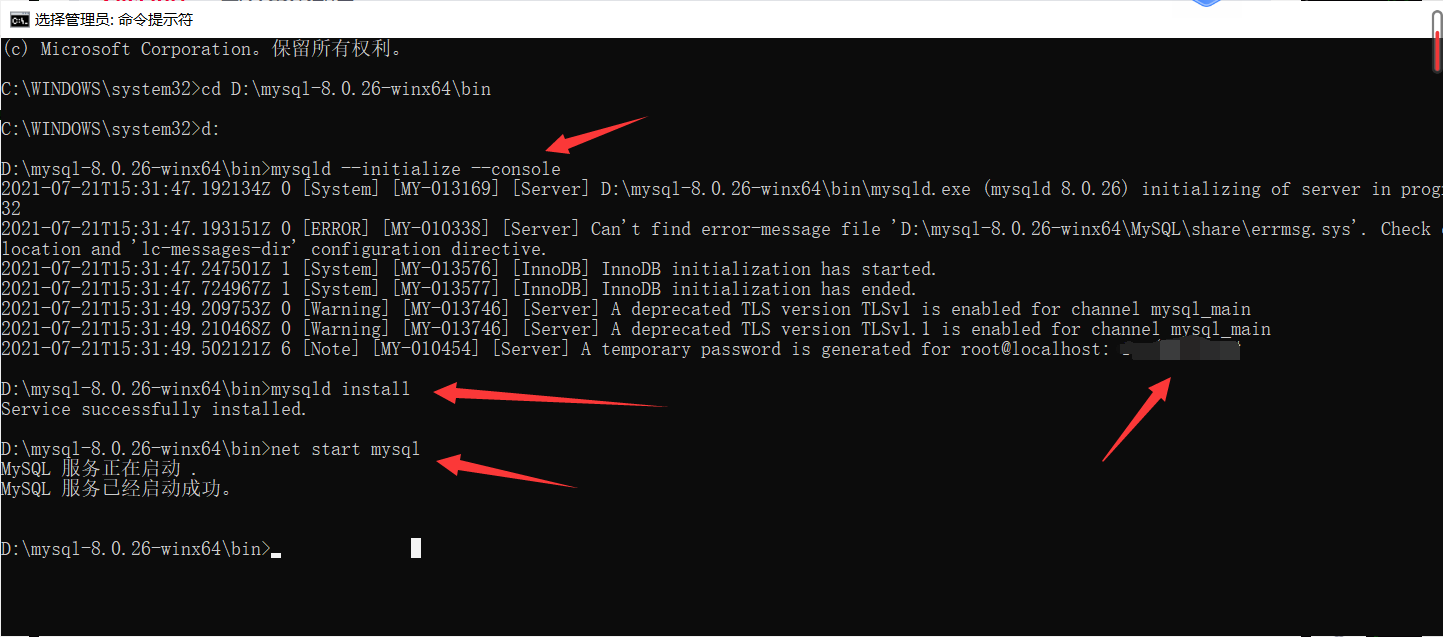 选择管理员: 命令提示符
(c) Microsoft Corporation。保留所有权利。
C:\WINDOWS\system32>cd D:\mysql-8.0.26-winx64\bin
C:\WINDOWS\system32>d:
D:\mysql-8.0.26-winx64\bin>mysqld --initialize --console
2021-07-21T15:31:47.192134Z 0 [System] [MY-013169] [Server] D:\mysql-8.0.26-winx64\bin\mysqld.exe (mysqld 8.0.26) initializing of server in prog
32
2021-07-21T15:31:47.193151Z 0 [ERROR] [MY-010338] [Server] Can't find error-message file 'D:\mysql-8.0.26-winx64\MySQL\share\errmsg.sys'. Check
location and 'lc-messages-dir' configuration directive.
2021-07-21T15:31:47.247501Z 1 [System] [MY-013576] [InnoDB] InnoDB initialization has started.
2021-07-21T15:31:47.724967Z 1 [System] [MY-013577] [InnoDB] InnoDB initialization has ended.
2021-07-21T15:31:49.209753Z 0 [Warning] [MY-013746] [Server] A deprecated TLS version TLSv1 is enabled for channel mysql_main
2021-07-21T15:31:49.210468Z 0 [Warning] [MY-013746] [Server] A deprecated TLS version TLSv1.1 is enabled for channel mysql_main
2021-07-21T15:31:49.502121Z 6 [Note] [MY-010454] [Server] A temporary password is generated for root@localhost:
D:\mysql-8.0.26-winx64\bin>mysqld install
Service successfully installed.
D:\mysql-8.0.26-winx64\bin>net start mysql
MySQL 服务正在启动 .
MySQL 服务已经启动成功。
D:\mysql-8.0.26-winx64\bin>